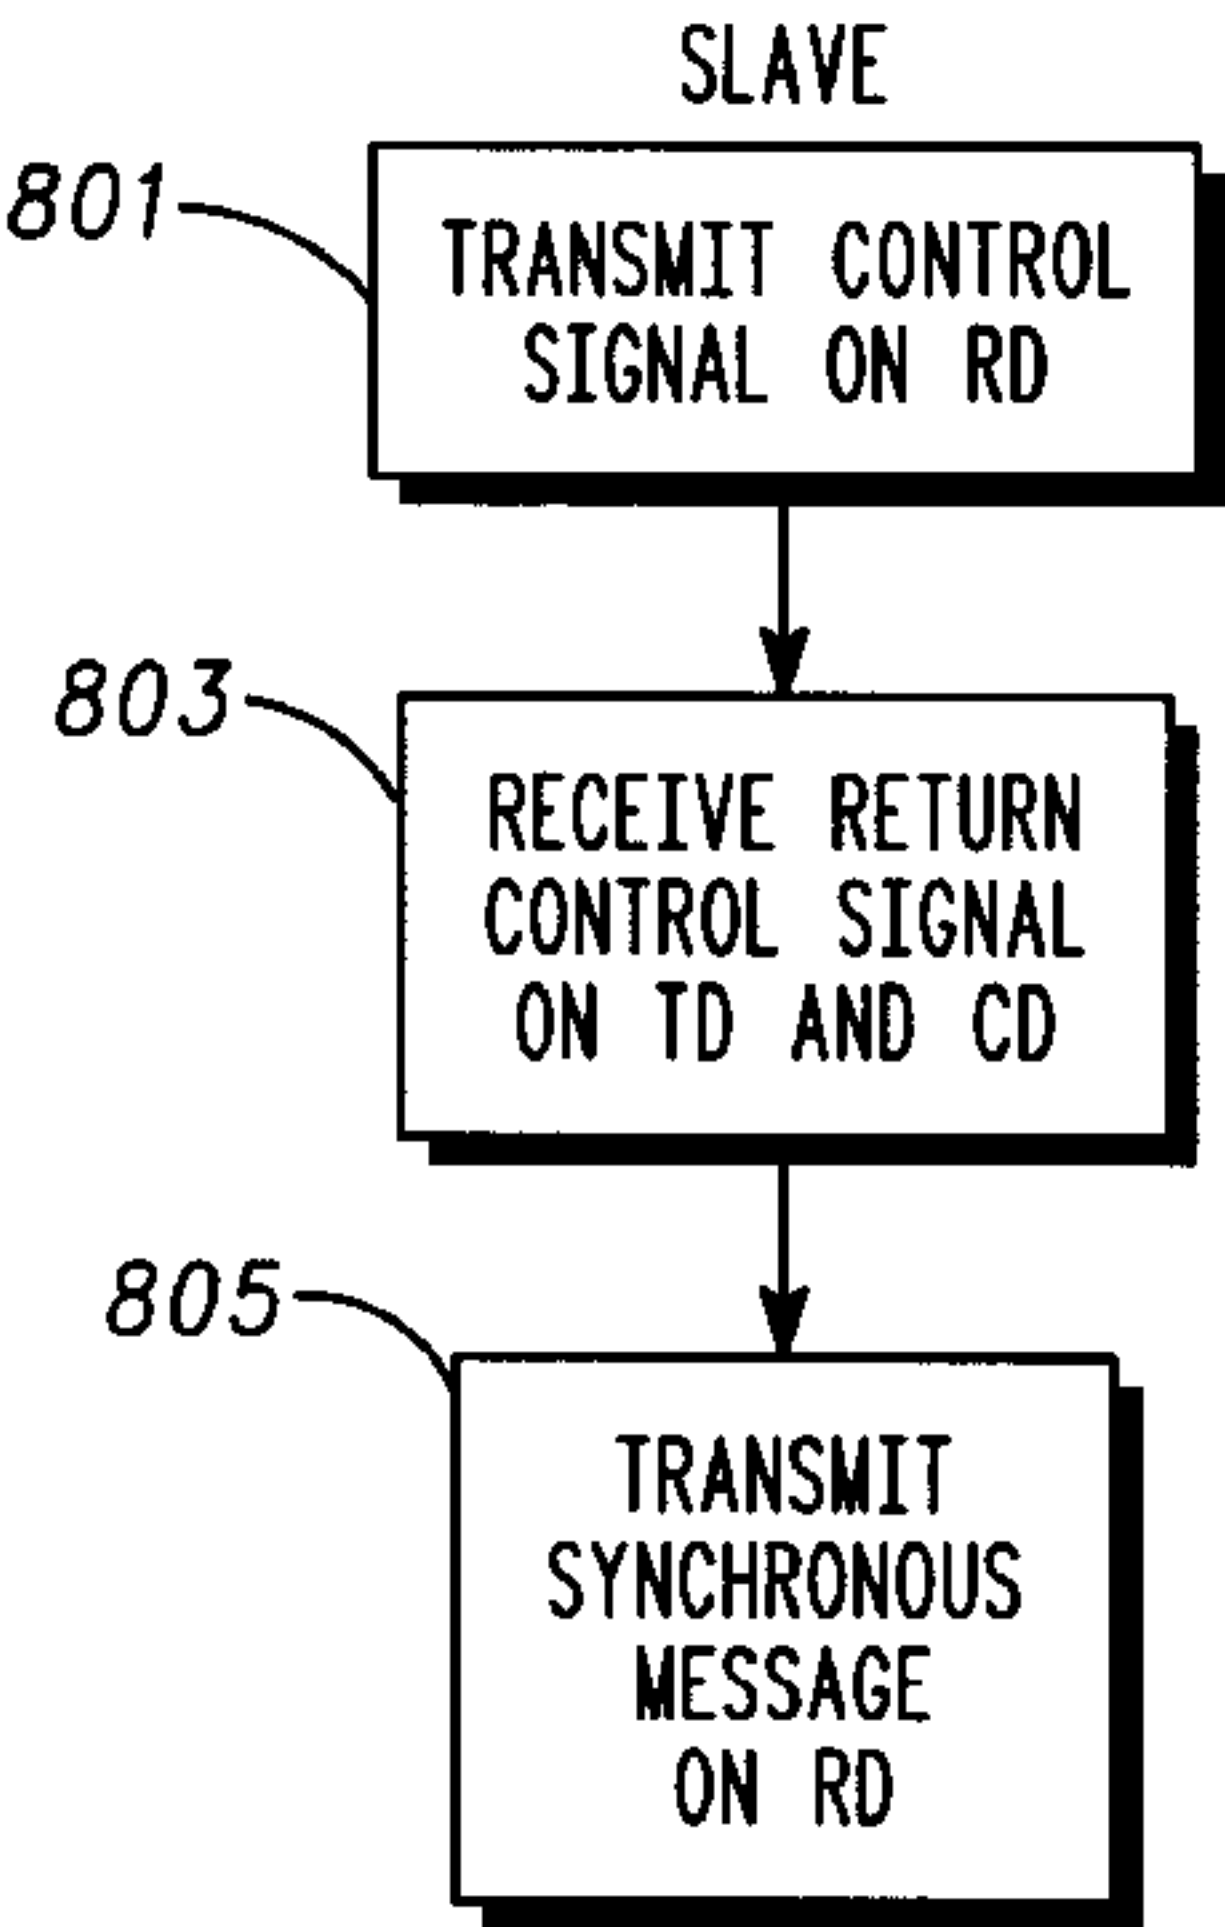 SLAVE
801
TRANSMIT CONTROL
SIGNAL ON RD
803
RECEIVE RETURN
CONTROL SIGNAL
ON TD AND CD
805
TRANSMIT
SYNCHRONOUS
MESSAGE
ON RD